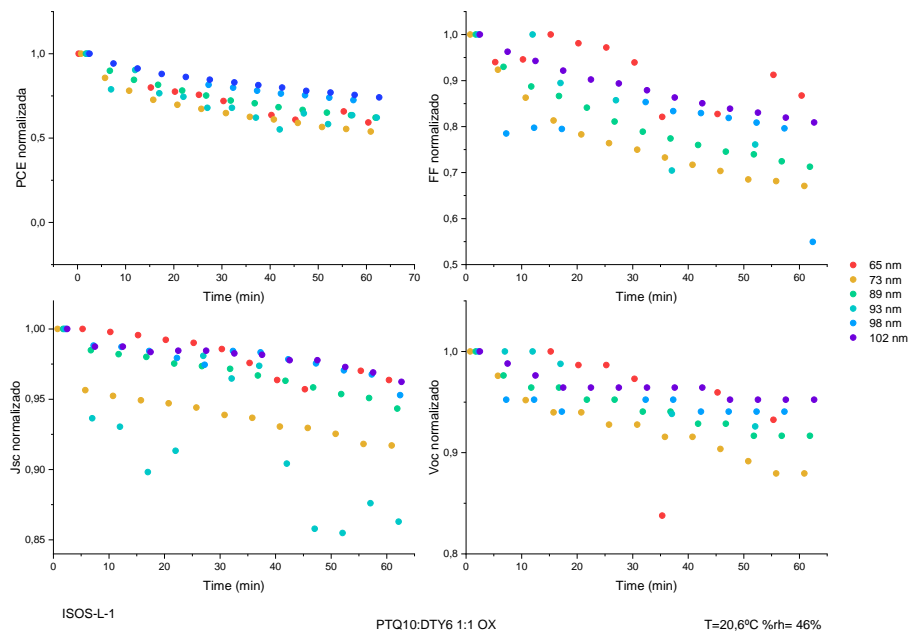 1,0
0,5
0,0
PCE normalizada
0 10 20 30 40 50 60 70
Time (min)
1,0
0,9
0,8
0,7
0,6
0,5
FF normalizado
0 10 20 30 40 50 60
Time (min)
65 nm
73 nm
89 nm
93 nm
98 nm
102 nm
1,00
0,95
0,90
0,85
Jsc normalizado
0 10 20 30 40 50 60
Time (min)
1,0
0,9
0,8
Voc normalizado
0 10 20 30 40 50 60
Time (min)
ISOS-L-1
PTQ10:DTY6 1:1 OX
T=20,6ºC %rh= 46%